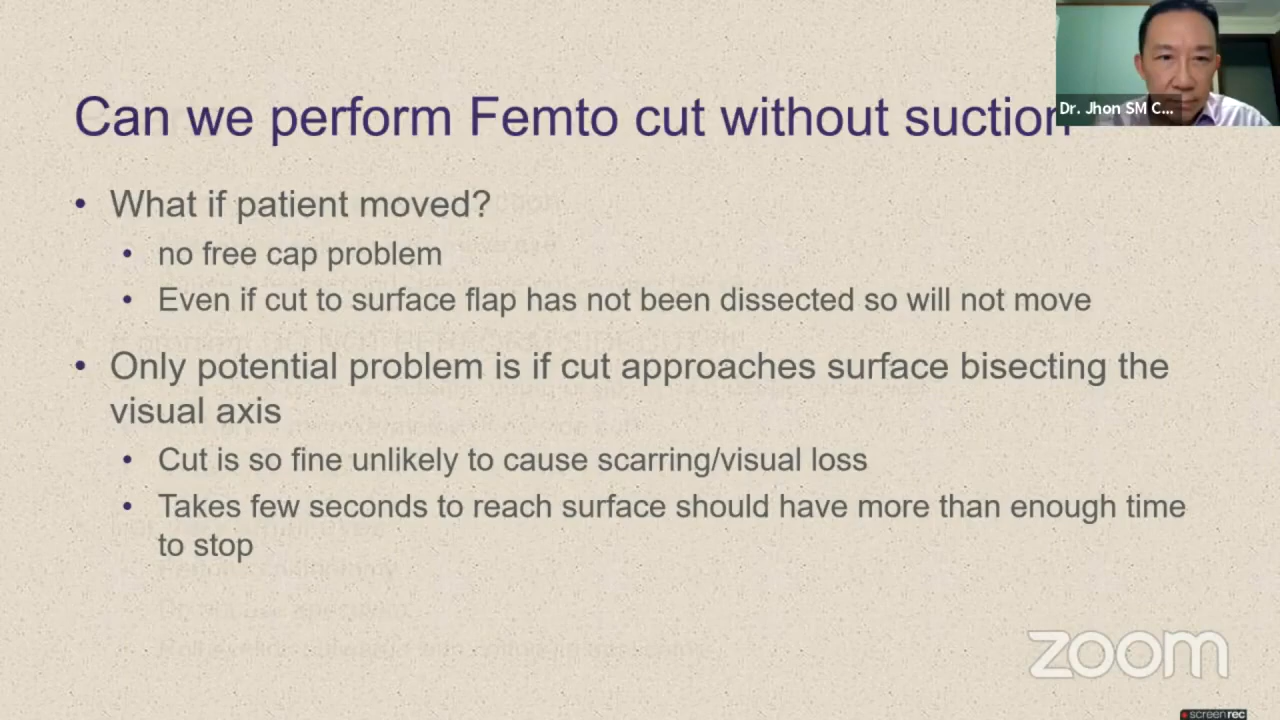 Can we perform Femto cut without suction
Dr. Jhon SM C...
• What if patient moved?
• no free cap problem
• Even if cut to surface flap has not been dissected so will not move
• Only potential problem is if cut approaches surface bisecting the
visual axis
• Cut is so fine unlikely to cause scarring/visual loss
• Takes few seconds to reach surface should have more than enough time
to stop
zoom
screenrec